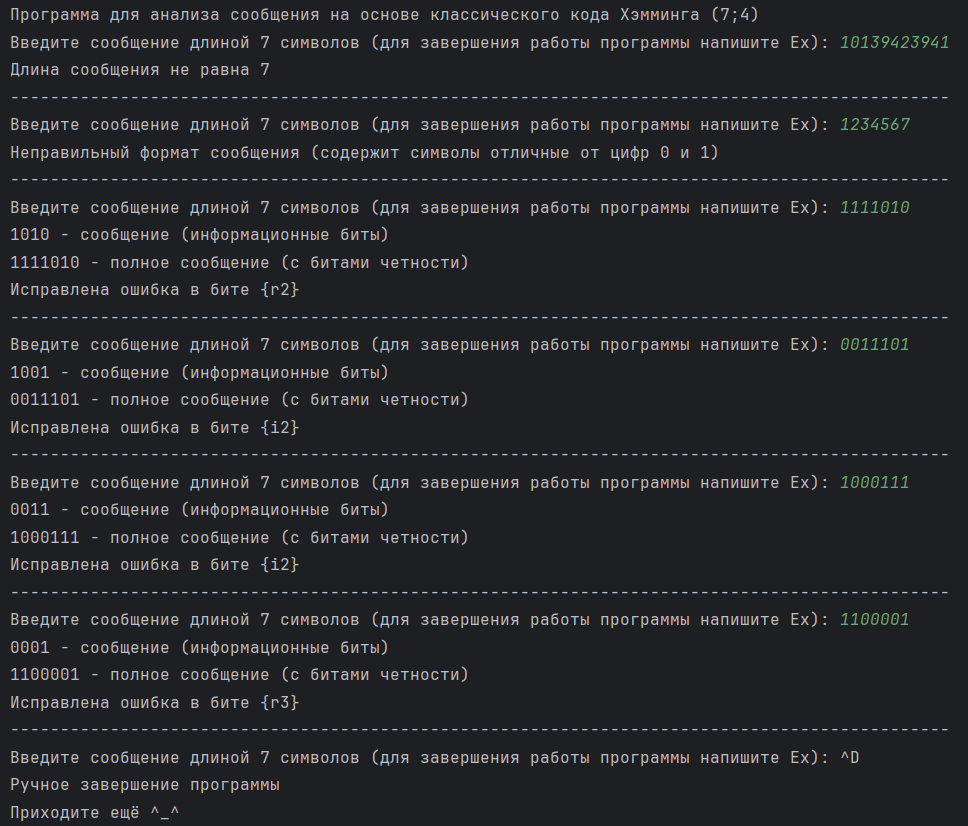 Программа для анализа сообщения на основе классического кода Хэмминга (7;4)
Введите сообщение длиной 7 символов (для завершения работы программы напишите Ex): 10139423941
Длина сообщения не равна 7
----------------------------------------------------------------------------------------------
Введите сообщение длиной 7 символов (для завершения работы программы напишите Ex): 1234567
Неправильный формат сообщения (содержит символы отличные от цифр 0 и 1)
----------------------------------------------------------------------------------------------
Введите сообщение длиной 7 символов (для завершения работы программы напишите Ex): 1111010
1010 - сообщение (информационные биты)
1111010 - полное сообщение (с битами четности)
Исправлена ошибка в бите {r2}
----------------------------------------------------------------------------------------------
Введите сообщение длиной 7 символов (для завершения работы программы напишите Ex): 0011101
1001 - сообщение (информационные биты)
0011101 - полное сообщение (с битами четности)
Исправлена ошибка в бите {i2}
----------------------------------------------------------------------------------------------
Введите сообщение длиной 7 символов (для завершения работы программы напишите Ex): 1000111
0011 - сообщение (информационные биты)
1000111 - полное сообщение (с битами четности)
Исправлена ошибка в бите {i2}
----------------------------------------------------------------------------------------------
Введите сообщение длиной 7 символов (для завершения работы программы напишите Ex): 1100001
0001 - сообщение (информационные биты)
1100001 - полное сообщение (с битами четности)
Исправлена ошибка в бите {r3}
----------------------------------------------------------------------------------------------
Введите сообщение длиной 7 символов (для завершения работы программы напишите Ex): ^D
Ручное завершение программы
Приходите ещё ^_^